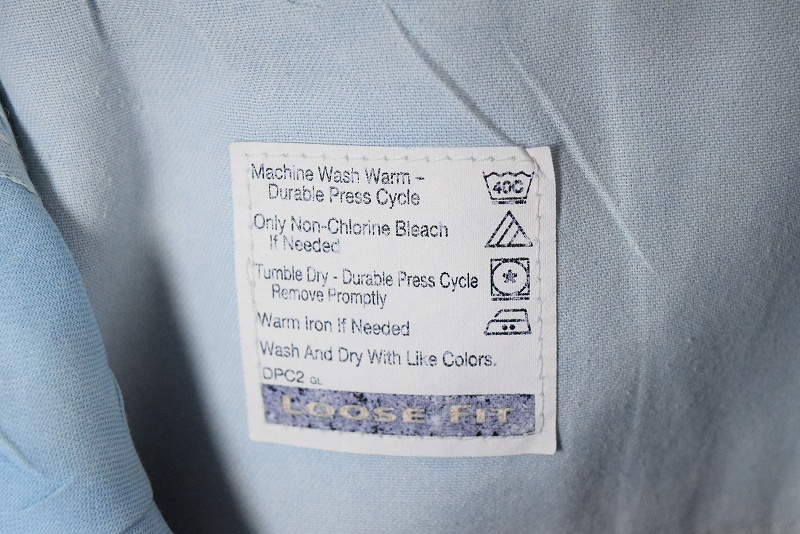 Machine Wash Warm –
Durable Press Cycle
40C
Only Non-Chlorine Bleach
If Needed
Tumble Dry - Durable Press Cycle
Remove Promptly
Warm Iron If Needed
Wash And Dry With Like Colors.
DPC2 GL
LOOSE FIT